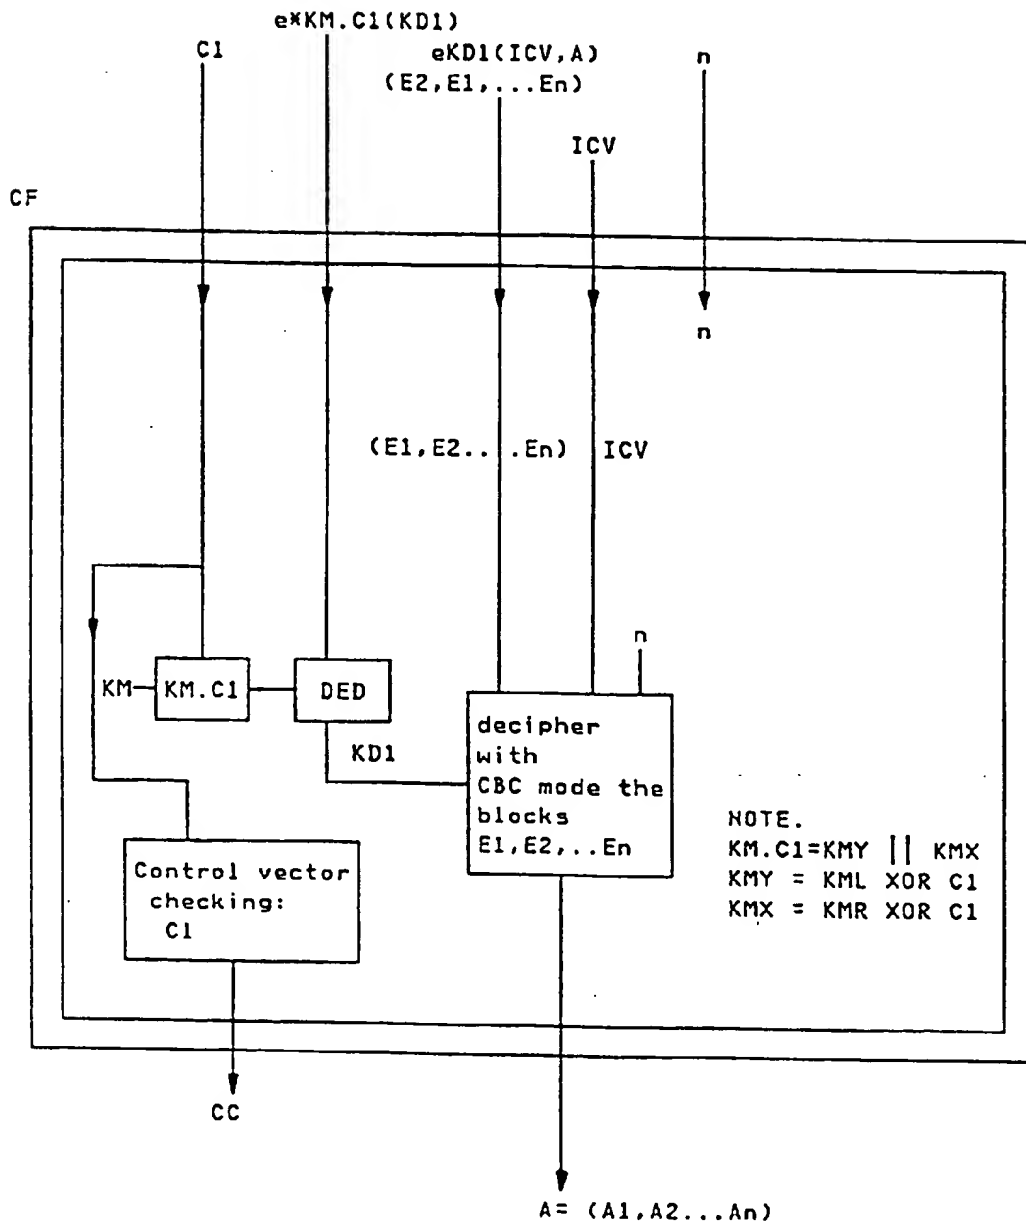 e*KM.C1(KD1)
C1
eKD1(ICV,A)
n
(E2,E1,...En)
ICV
CF
n
(E1,E2....En)
ICV
n
KM
KM.C1
DED
KD1
decipher
with
CBC mode the
blocks
E1,E2,..En
NOTE.
KM.C1=KMY || KMX
KMY = KML XOR C1
KMX = KMR XOR C1
Control vector
checking:
C1
CC
A= (A1,A2...An)